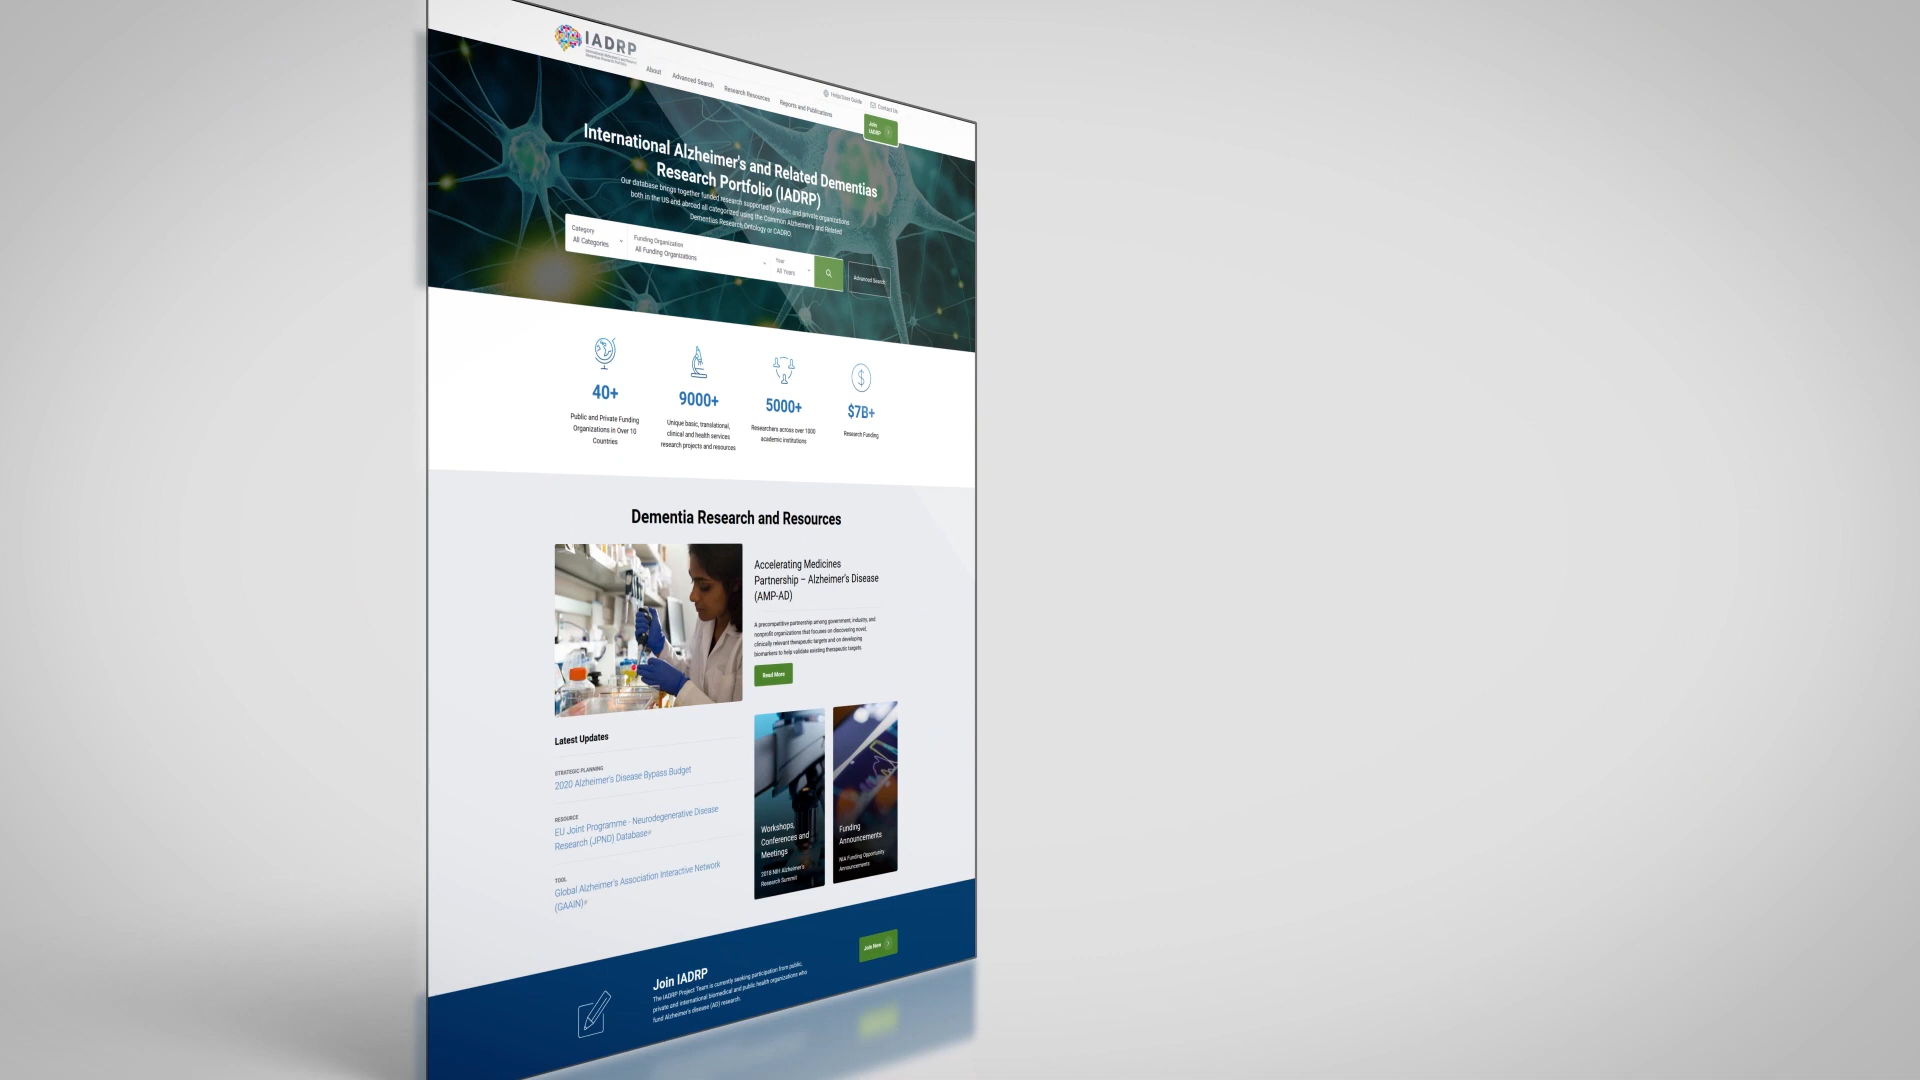 IADRP
International Alzheimer's and Related
Dementias Research Portfolio
Help/User Guide
Contact Us
About
Advanced Search
Research Resources
Reports and Publications
Join
IADRP
International Alzheimer's and Related Dementias
Research Portfolio (IADRP)
Our database brings together funded research supported by public and private organizations
both in the US and abroad all categorized using the Common Alzheimer's and Related
Dementias Research Ontology or CADRO.
Category
All Categories
Funding Organization
All Funding Organizations
Year
All Years
Advanced Search
40+
Public and Private Funding
Organizations in Over 10
Countries
9000+
Unique basic, translational,
clinical and health services
research projects and resources
5000+
Researchers across over 1000
academic institutions
$7B+
Research Funding
Dementia Research and Resources
Accelerating Medicines
Partnership – Alzheimer's Disease
(AMP-AD)
A precompetitive partnership among government, industry, and
nonprofit organizations that focuses on discovering novel,
clinically relevant therapeutic targets and on developing
biomarkers to help validate existing therapeutic targets.
Read More
Latest Updates
STRATEGIC PLANNING
2020 Alzheimer's Disease Bypass Budget
RESOURCE
EU Joint Programme - Neurodegenerative Disease
Research (JPND) Database
TOOL
Global Alzheimer's Association Interactive Network
(GAAIN)
Workshops,
Conferences and
Meetings
2018 NIH Alzheimer's
Research Summit
Funding
Announcements
NIA Funding Opportunity
Announcements
Join IADRP
The IADRP Project Team is currently seeking participation from public,
private and international biomedical and public health organizations who
fund Alzheimer's disease (AD) research.
Join Now